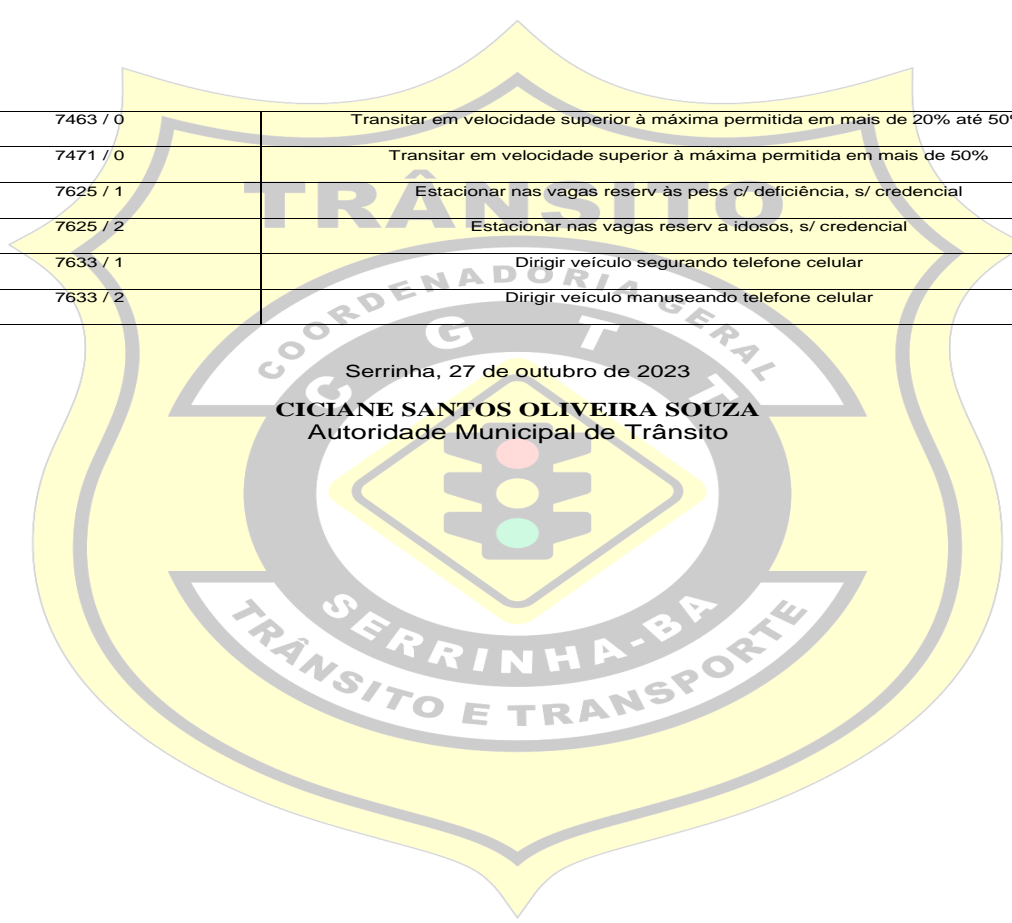 7463 / 0 Transitar em velocidade superior à máxima permitida em mais de 20% até 50%
7471 / 0 Transitar em velocidade superior à máxima permitida em mais de 50%
7625 / 1 Estacionar nas vagas reserv às pess c/ deficiência, s/ credencial
TRÂNSITO
7625 / 2 Estacionar nas vagas reserv a idosos, s/ credencial
7633 / 1 Dirigir veículo segurando telefone celular
7633 / 2 Dirigir veículo manuseando telefone celular
COORDENADORIA GERAL
C G T T
Serrinha, 27 de outubro de 2023
CICIANE SANTOS OLIVEIRA SOUZA
Autoridade Municipal de Trânsito
SERRINHA-BA
TRÂNSITO E TRANSPORTE